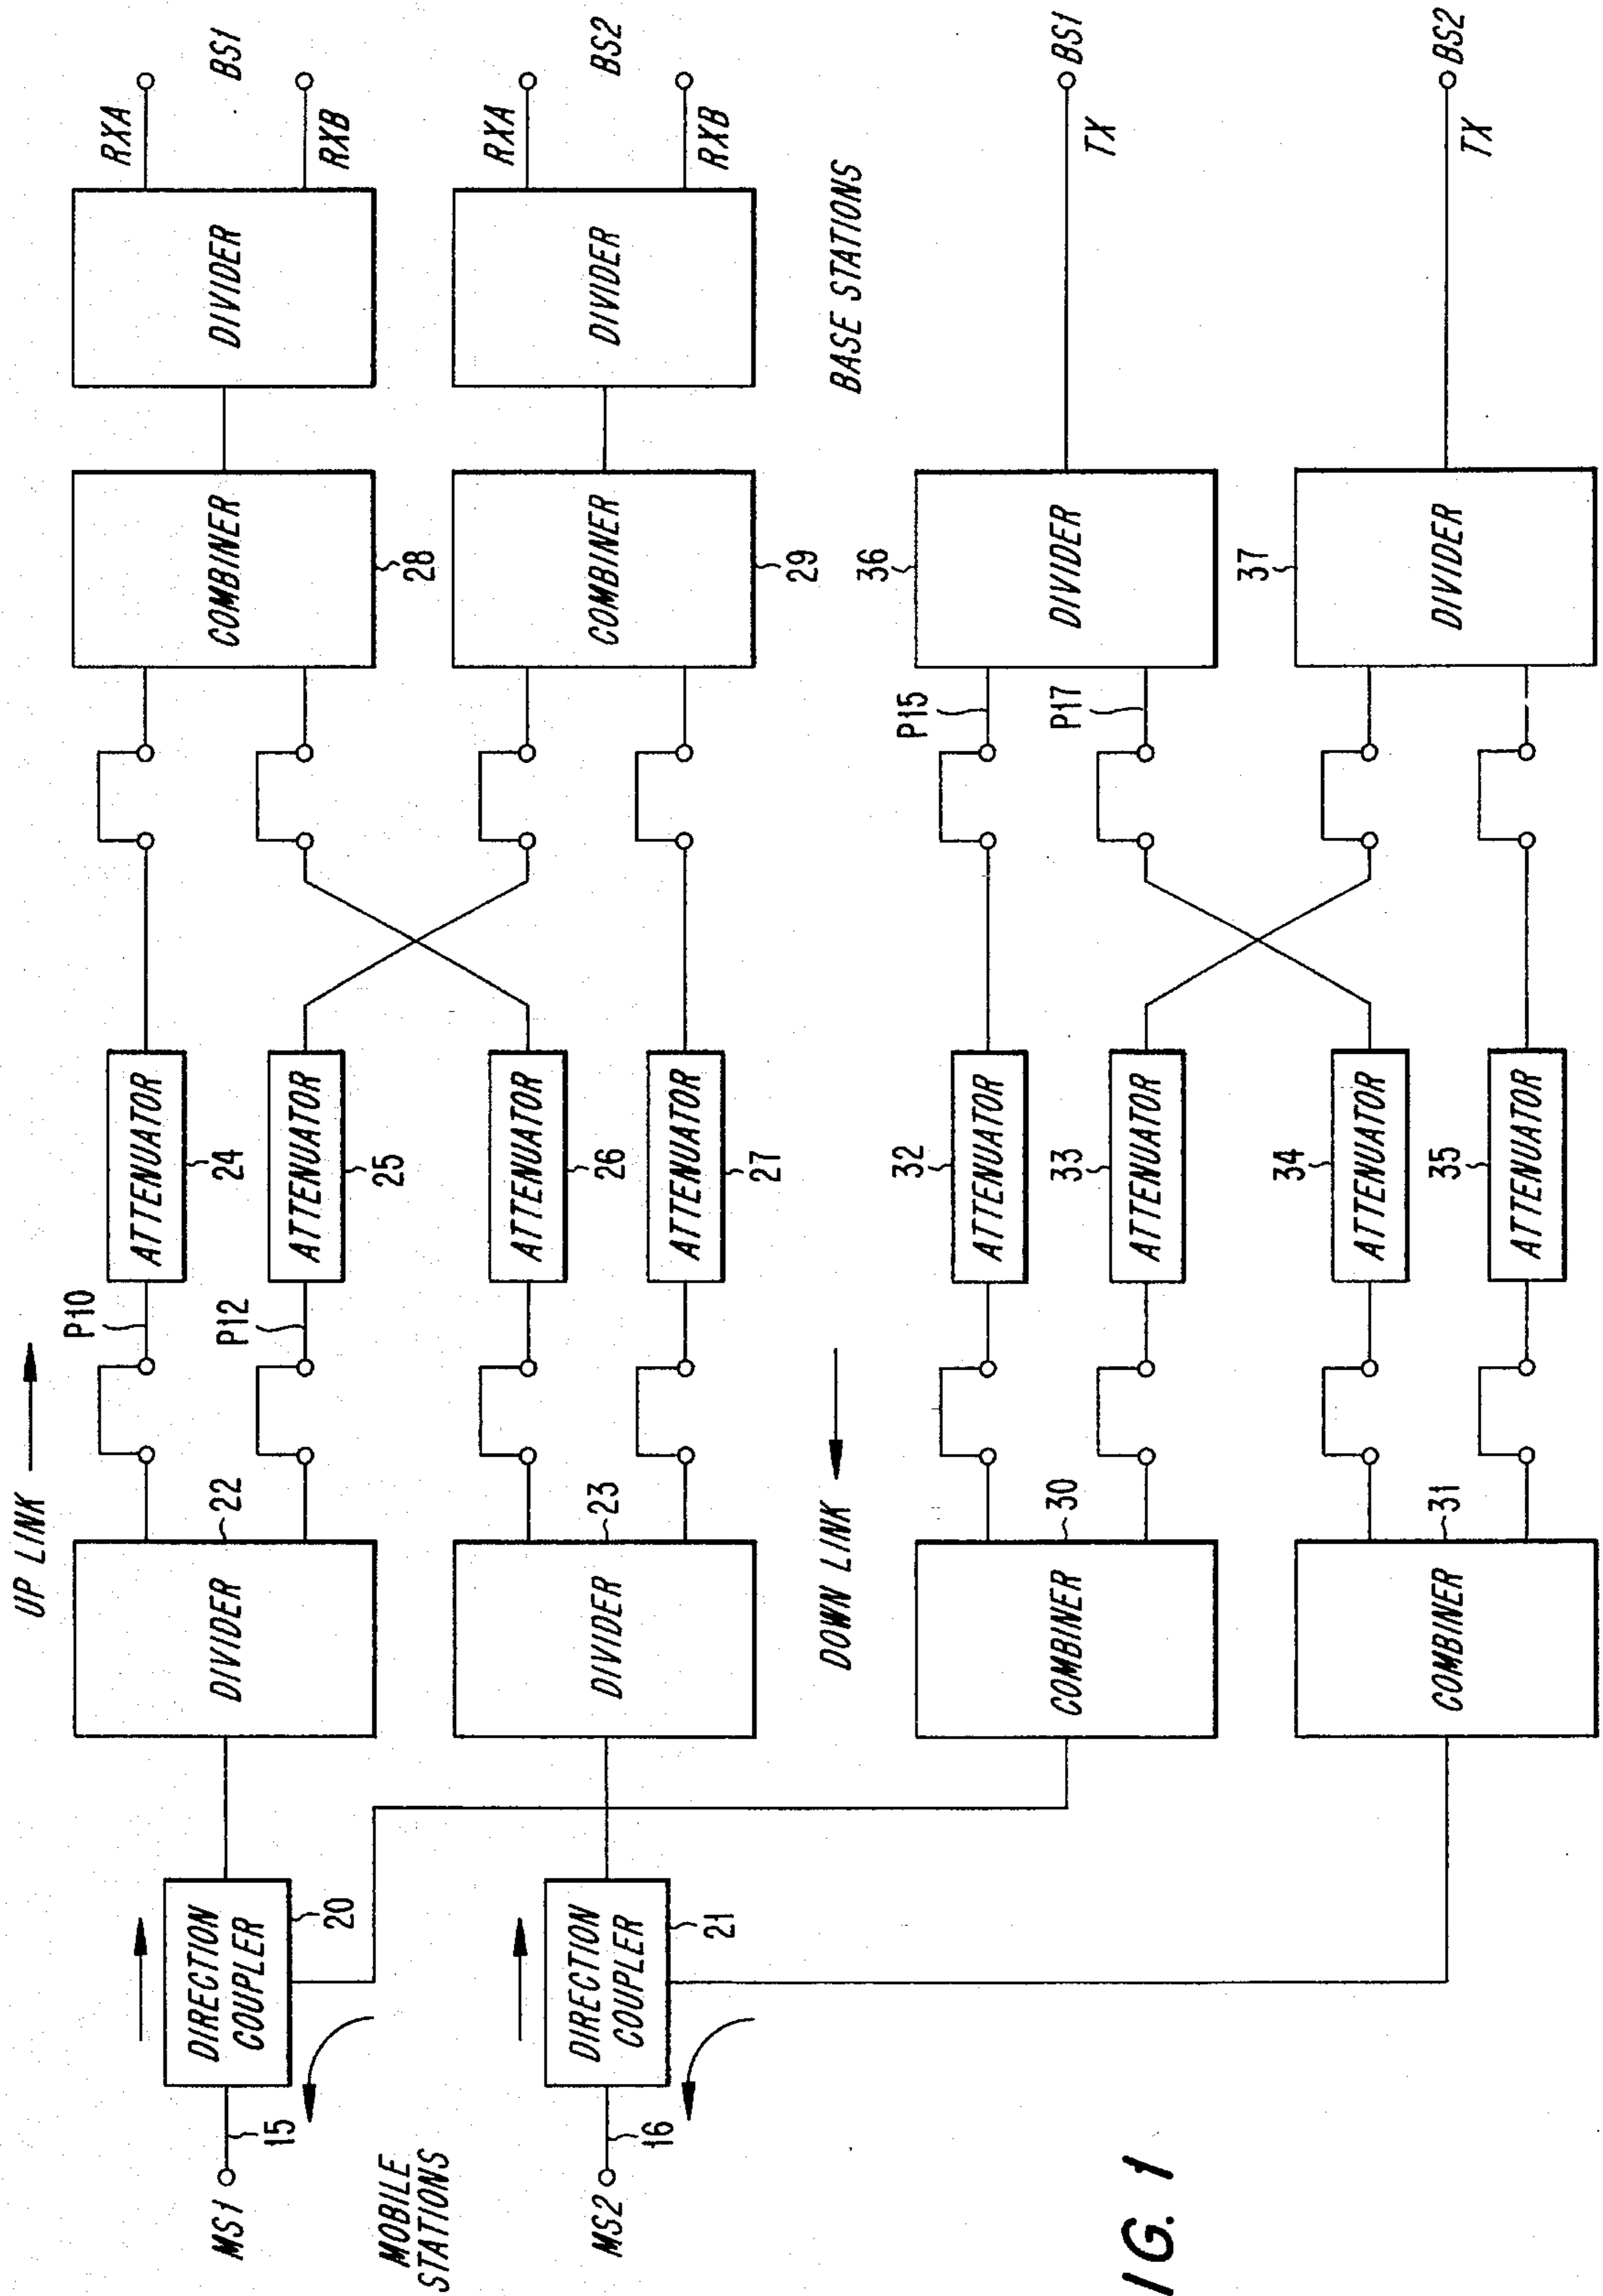 UP LINK
MS1
15
DIRECTION
COUPLER
20
DIVIDER
22
P10
P12
ATTENUATOR
24
ATTENUATOR
25
COMBINER
28
DIVIDER
RXA
RXB
BS1
MOBILE
STATIONS
MS2
16
DIRECTION
COUPLER
21
DIVIDER
23
ATTENUATOR
26
ATTENUATOR
27
COMBINER
29
DIVIDER
RXA
RXB
BS2
DOWN LINK
BASE STATIONS
COMBINER
30
32
ATTENUATOR
33
ATTENUATOR
P15
P17
36
DIVIDER
TX
BS1
COMBINER
31
34
ATTENUATOR
35
ATTENUATOR
37
DIVIDER
TX
BS2
IG. 1